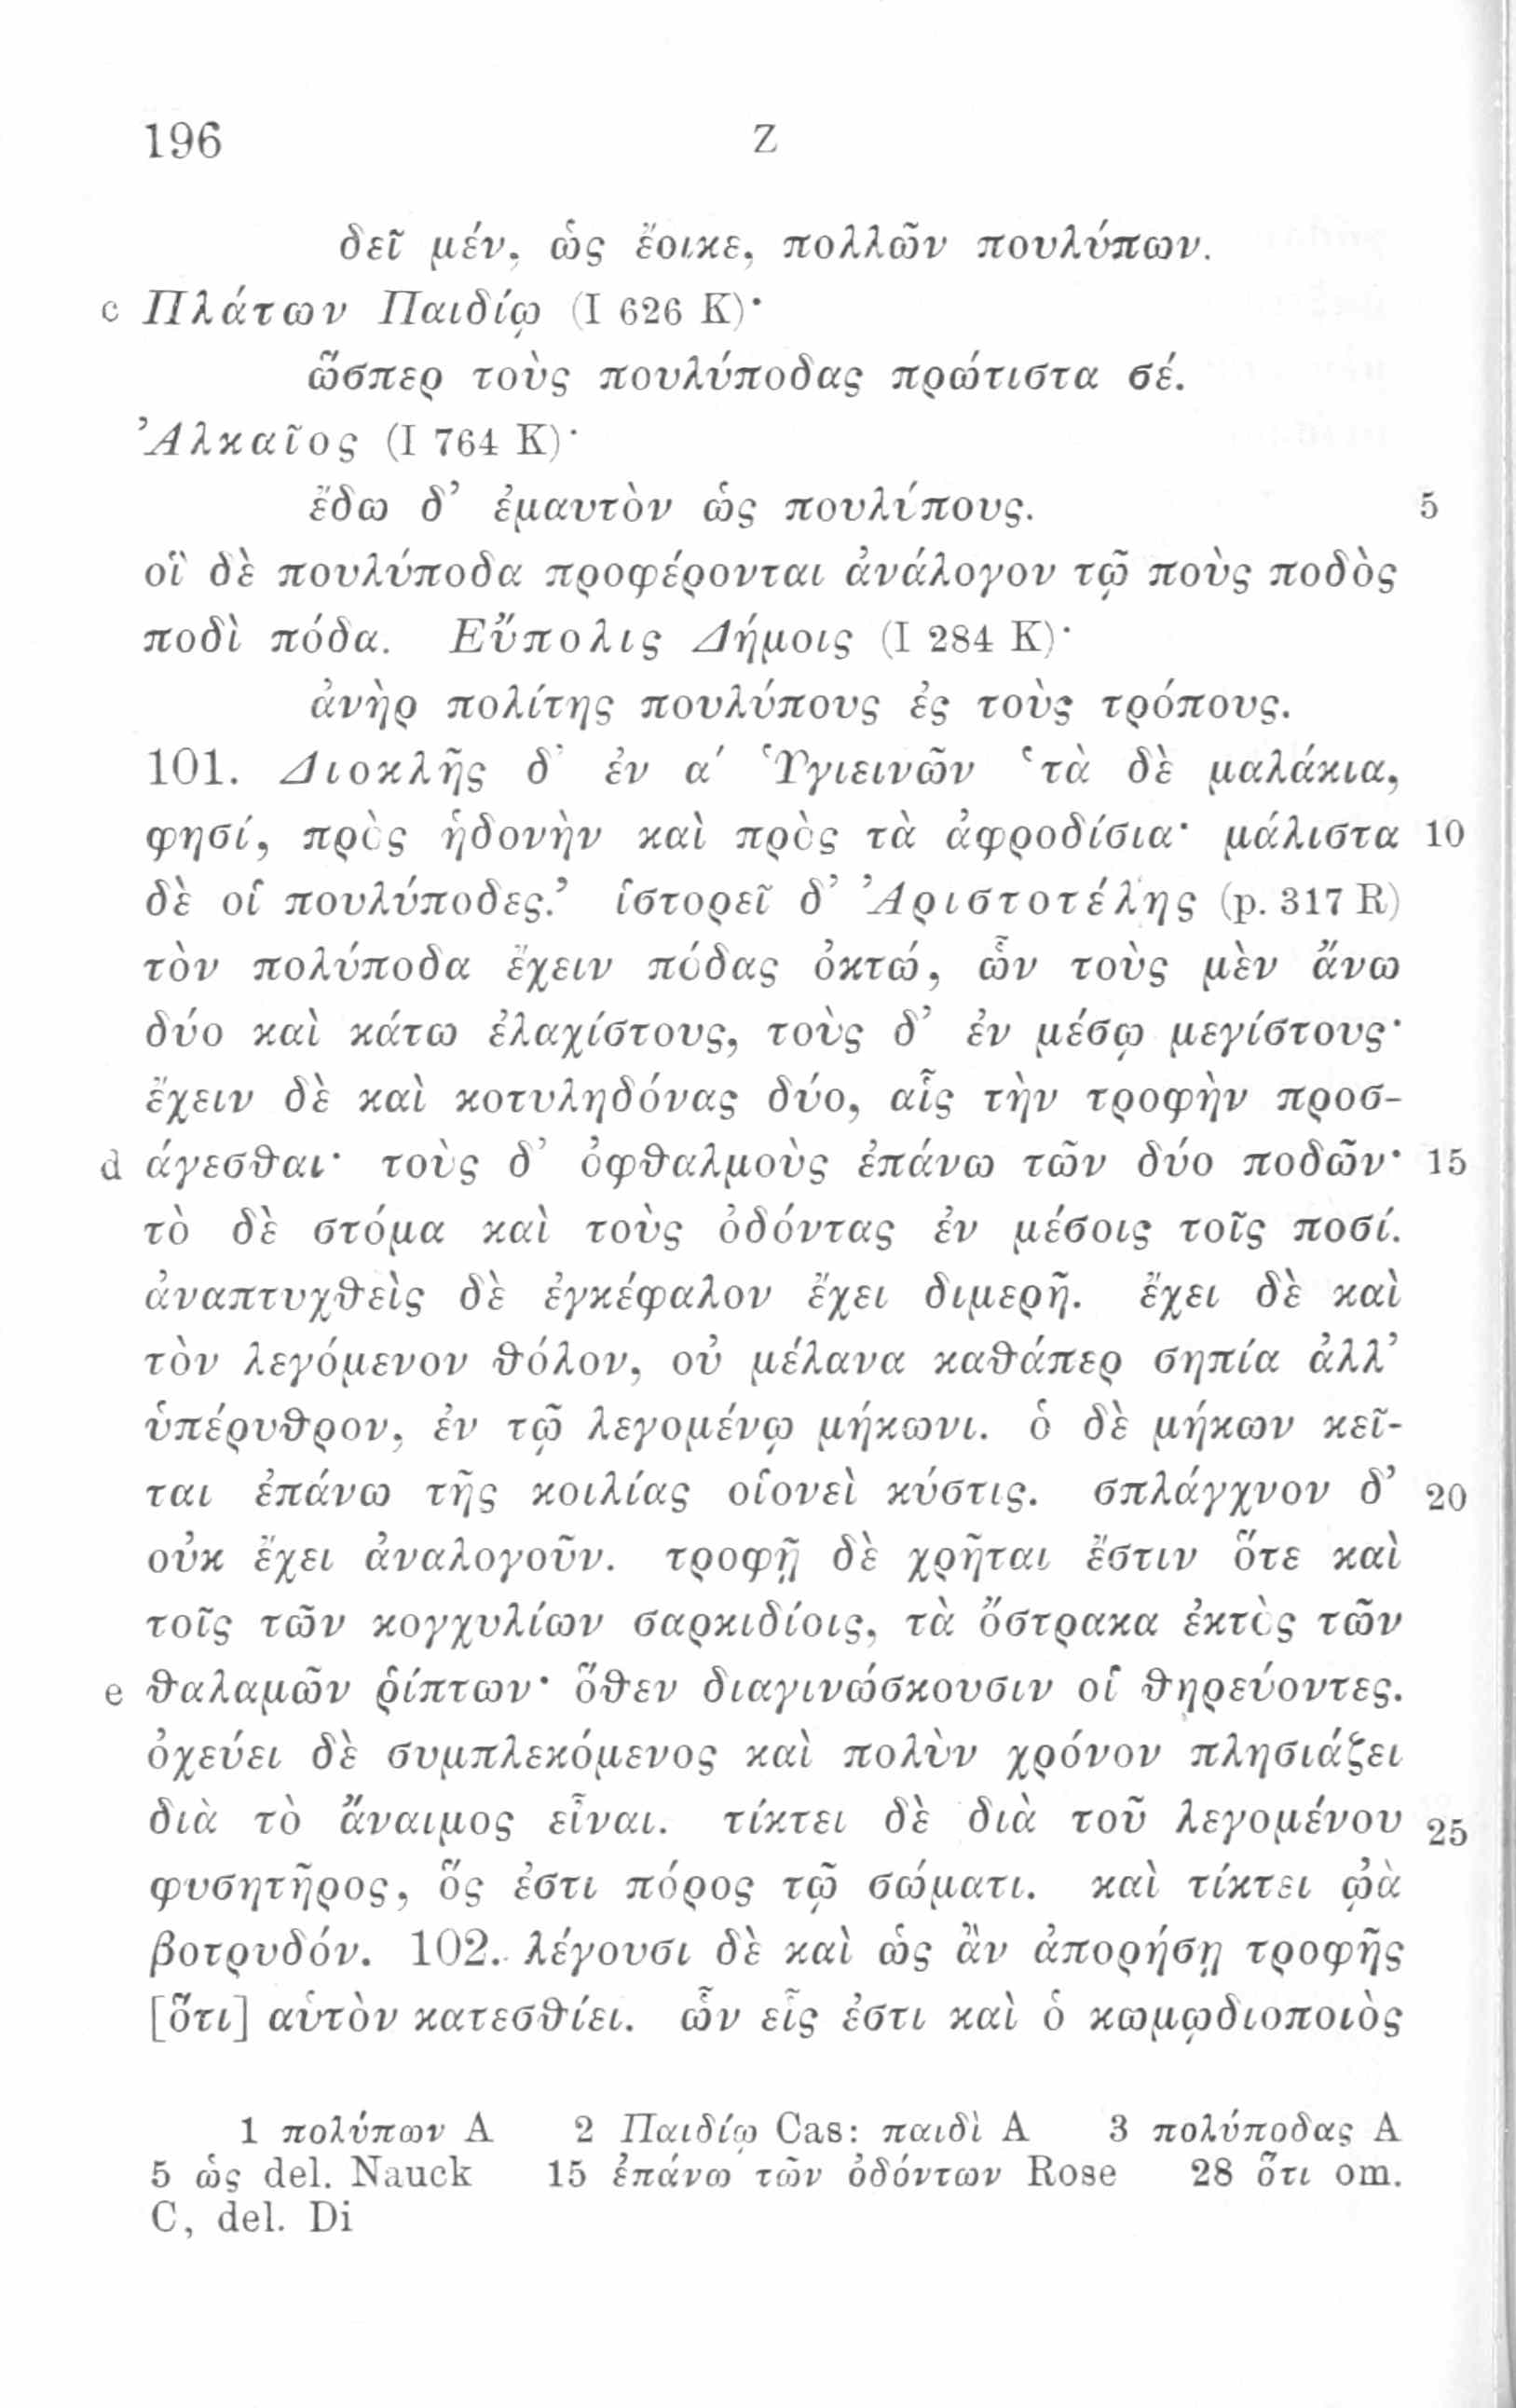 196 Z
δεῖ μέν, ὡς ἔοικε, πολλῶν πουλύπων.
c Πλάτων Παιδίῳ (I 626 K)·
ὥσπερ τοὺς πουλύποδας πρώτιστα σέ.
Ἀλκαῖος (I 764 K)·
ἔδω δ’ ἐμαυτὸν ὡς πουλύπους. 5
οἳ δὲ πουλύποδα προφέρονται ἀνάλογον τῷ ποὺς ποδὸς
ποδὶ πόδα. Εὔπολις Δήμοις (I 284 K)·
ἀνὴρ πολίτης πουλύπους ἐς τοὺς τρόπους.
101. Διοκλῆς δ’ ἐν α′ Ὑγιεινῶν ‘τὰ δὲ μαλάκια,
φησί, πρὸς ἡδονὴν καὶ πρὸς τὰ ἀφροδίσια· μάλιστα 10
δὲ οἱ πουλύποδες.’ ἱστορεῖ δ’ Ἀριστοτέλης (p. 317 R)
τὸν πολύποδα ἔχειν πόδας ὀκτώ, ὧν τοὺς μὲν ἄνω
δύο καὶ κάτω ἐλαχίστους, τοὺς δ’ ἐν μέσῳ μεγίστους·
ἔχειν δὲ καὶ κοτυληδόνας δύο, αἷς τὴν τροφὴν προσ-
d άγεσθαι· τοὺς δ’ ὀφθαλμοὺς ἐπάνω τῶν δύο ποδῶν· 15
τὸ δὲ στόμα καὶ τοὺς ὀδόντας ἐν μέσοις τοῖς ποσί.
ἀναπτυχθεὶς δὲ ἐγκέφαλον ἔχει διμερῆ. ἔχει δὲ καὶ
τὸν λεγόμενον θόλον, οὐ μέλανα καθάπερ σηπία ἀλλ’
ὑπέρυθρον, ἐν τῷ λεγομένῳ μήκωνι. ὁ δὲ μήκων κεῖ-
ται ἐπάνω τῆς κοιλίας οἱονεὶ κύστις. σπλάγχνον δ’ 20
οὐκ ἔχει ἀναλογοῦν. τροφῇ δὲ χρῆται ἔστιν ὅτε καὶ
τοῖς τῶν κογχυλίων σαρκιδίοις, τὰ ὄστρακα ἐκτὸς τῶν
e θαλαμῶν ῥίπτων· ὅθεν διαγινώσκουσιν οἱ θηρεύοντες.
ὀχεύει δὲ συμπλεκόμενος καὶ πολὺν χρόνον πλησιάζει
διὰ τὸ ἄναιμος εἶναι. τίκτει δὲ διὰ τοῦ λεγομένου 25
φυσητῆρος, ὅς ἐστι πόρος τῷ σώματι. καὶ τίκτει ᾠὰ
βοτρυδόν. 102. λέγουσι δὲ καὶ ὡς ἂν ἀπορήσῃ τροφῆς
[ὅτι] αὑτὸν κατεσθίει. ὧν εἷς ἐστι καὶ ὁ κωμῳδιοποιὸς
1 πολύπων A 2 Παιδίῳ Cas: παιδὶ A 3 πολύποδας A
5 ὡς del. Nauck 15 ἐπάνω τῶν ὀδόντων Rose 28 ὅτι om.
C, del. Di